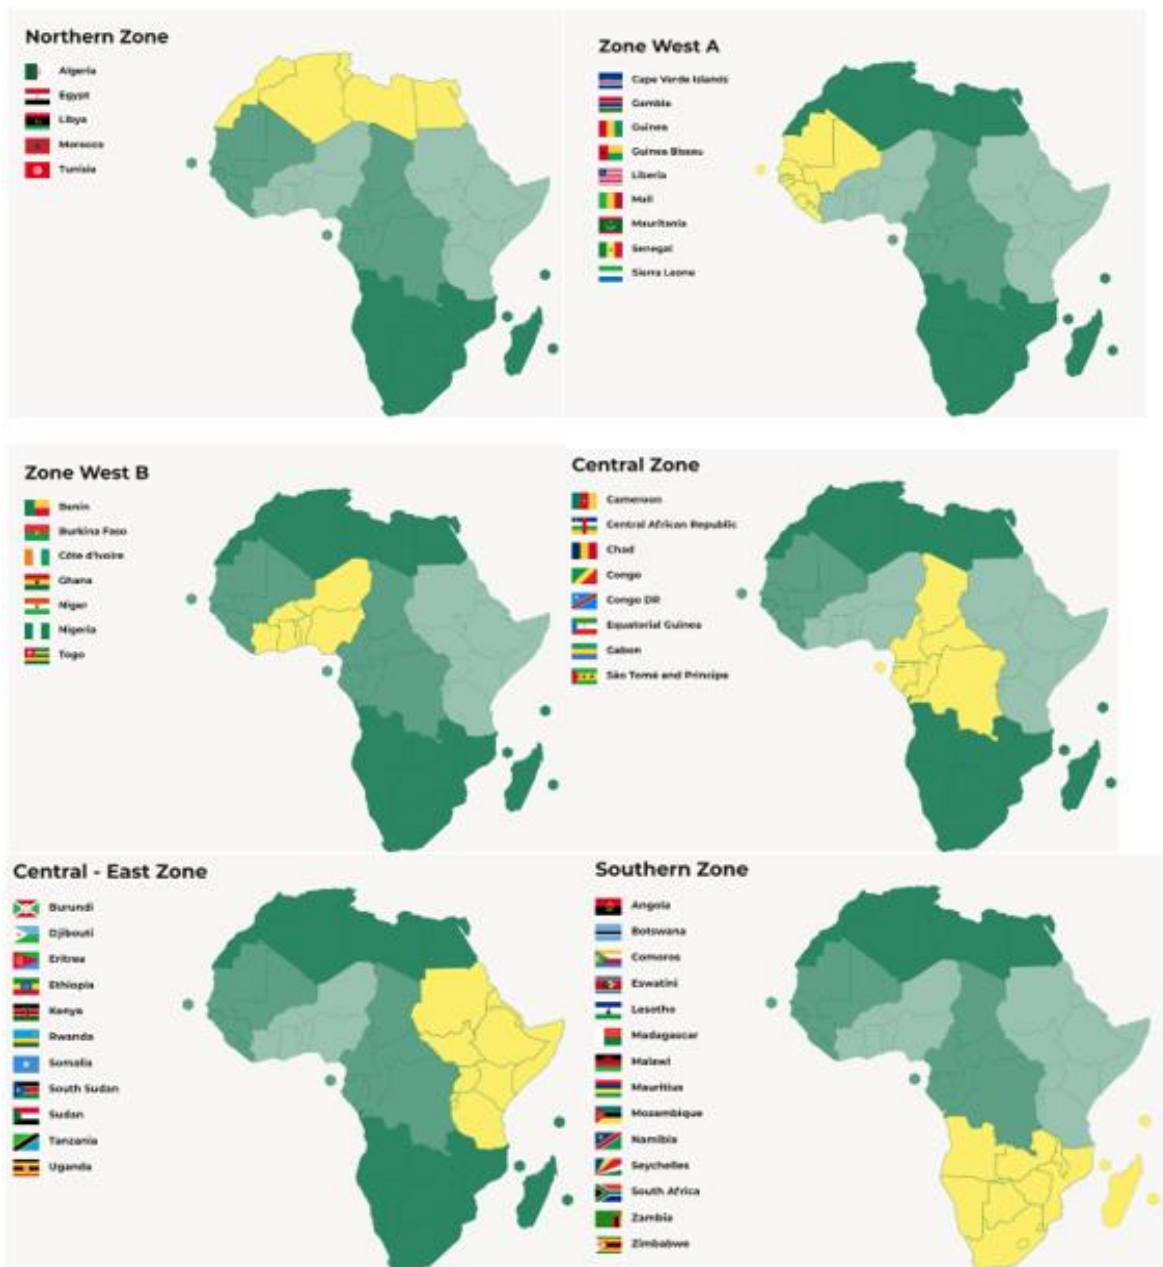 Northern Zone
Algeria
Egypt
Libya
Morocco
Tunisia
Zone West A
Cape Verde Islands
Gambia
Guinea
Guinea Bissau
Liberia
Mali
Mauritania
Senegal
Sierra Leone
Zone West B
Benin
Burkina Faso
Côte d'Ivoire
Ghana
Niger
Nigeria
Togo
Central Zone
Cameroon
Central African Republic
Chad
Congo
Congo DR
Equatorial Guinea
Gabon
São Tomé and Príncipe
Central - East Zone
Burundi
Djibouti
Eritrea
Ethiopia
Kenya
Rwanda
Somalia
South Sudan
Sudan
Tanzania
Uganda
Southern Zone
Angola
Botswana
Comoros
Eswatini
Lesotho
Madagascar
Malawi
Mauritius
Mozambique
Namibia
Seychelles
South Africa
Zambia
Zimbabwe